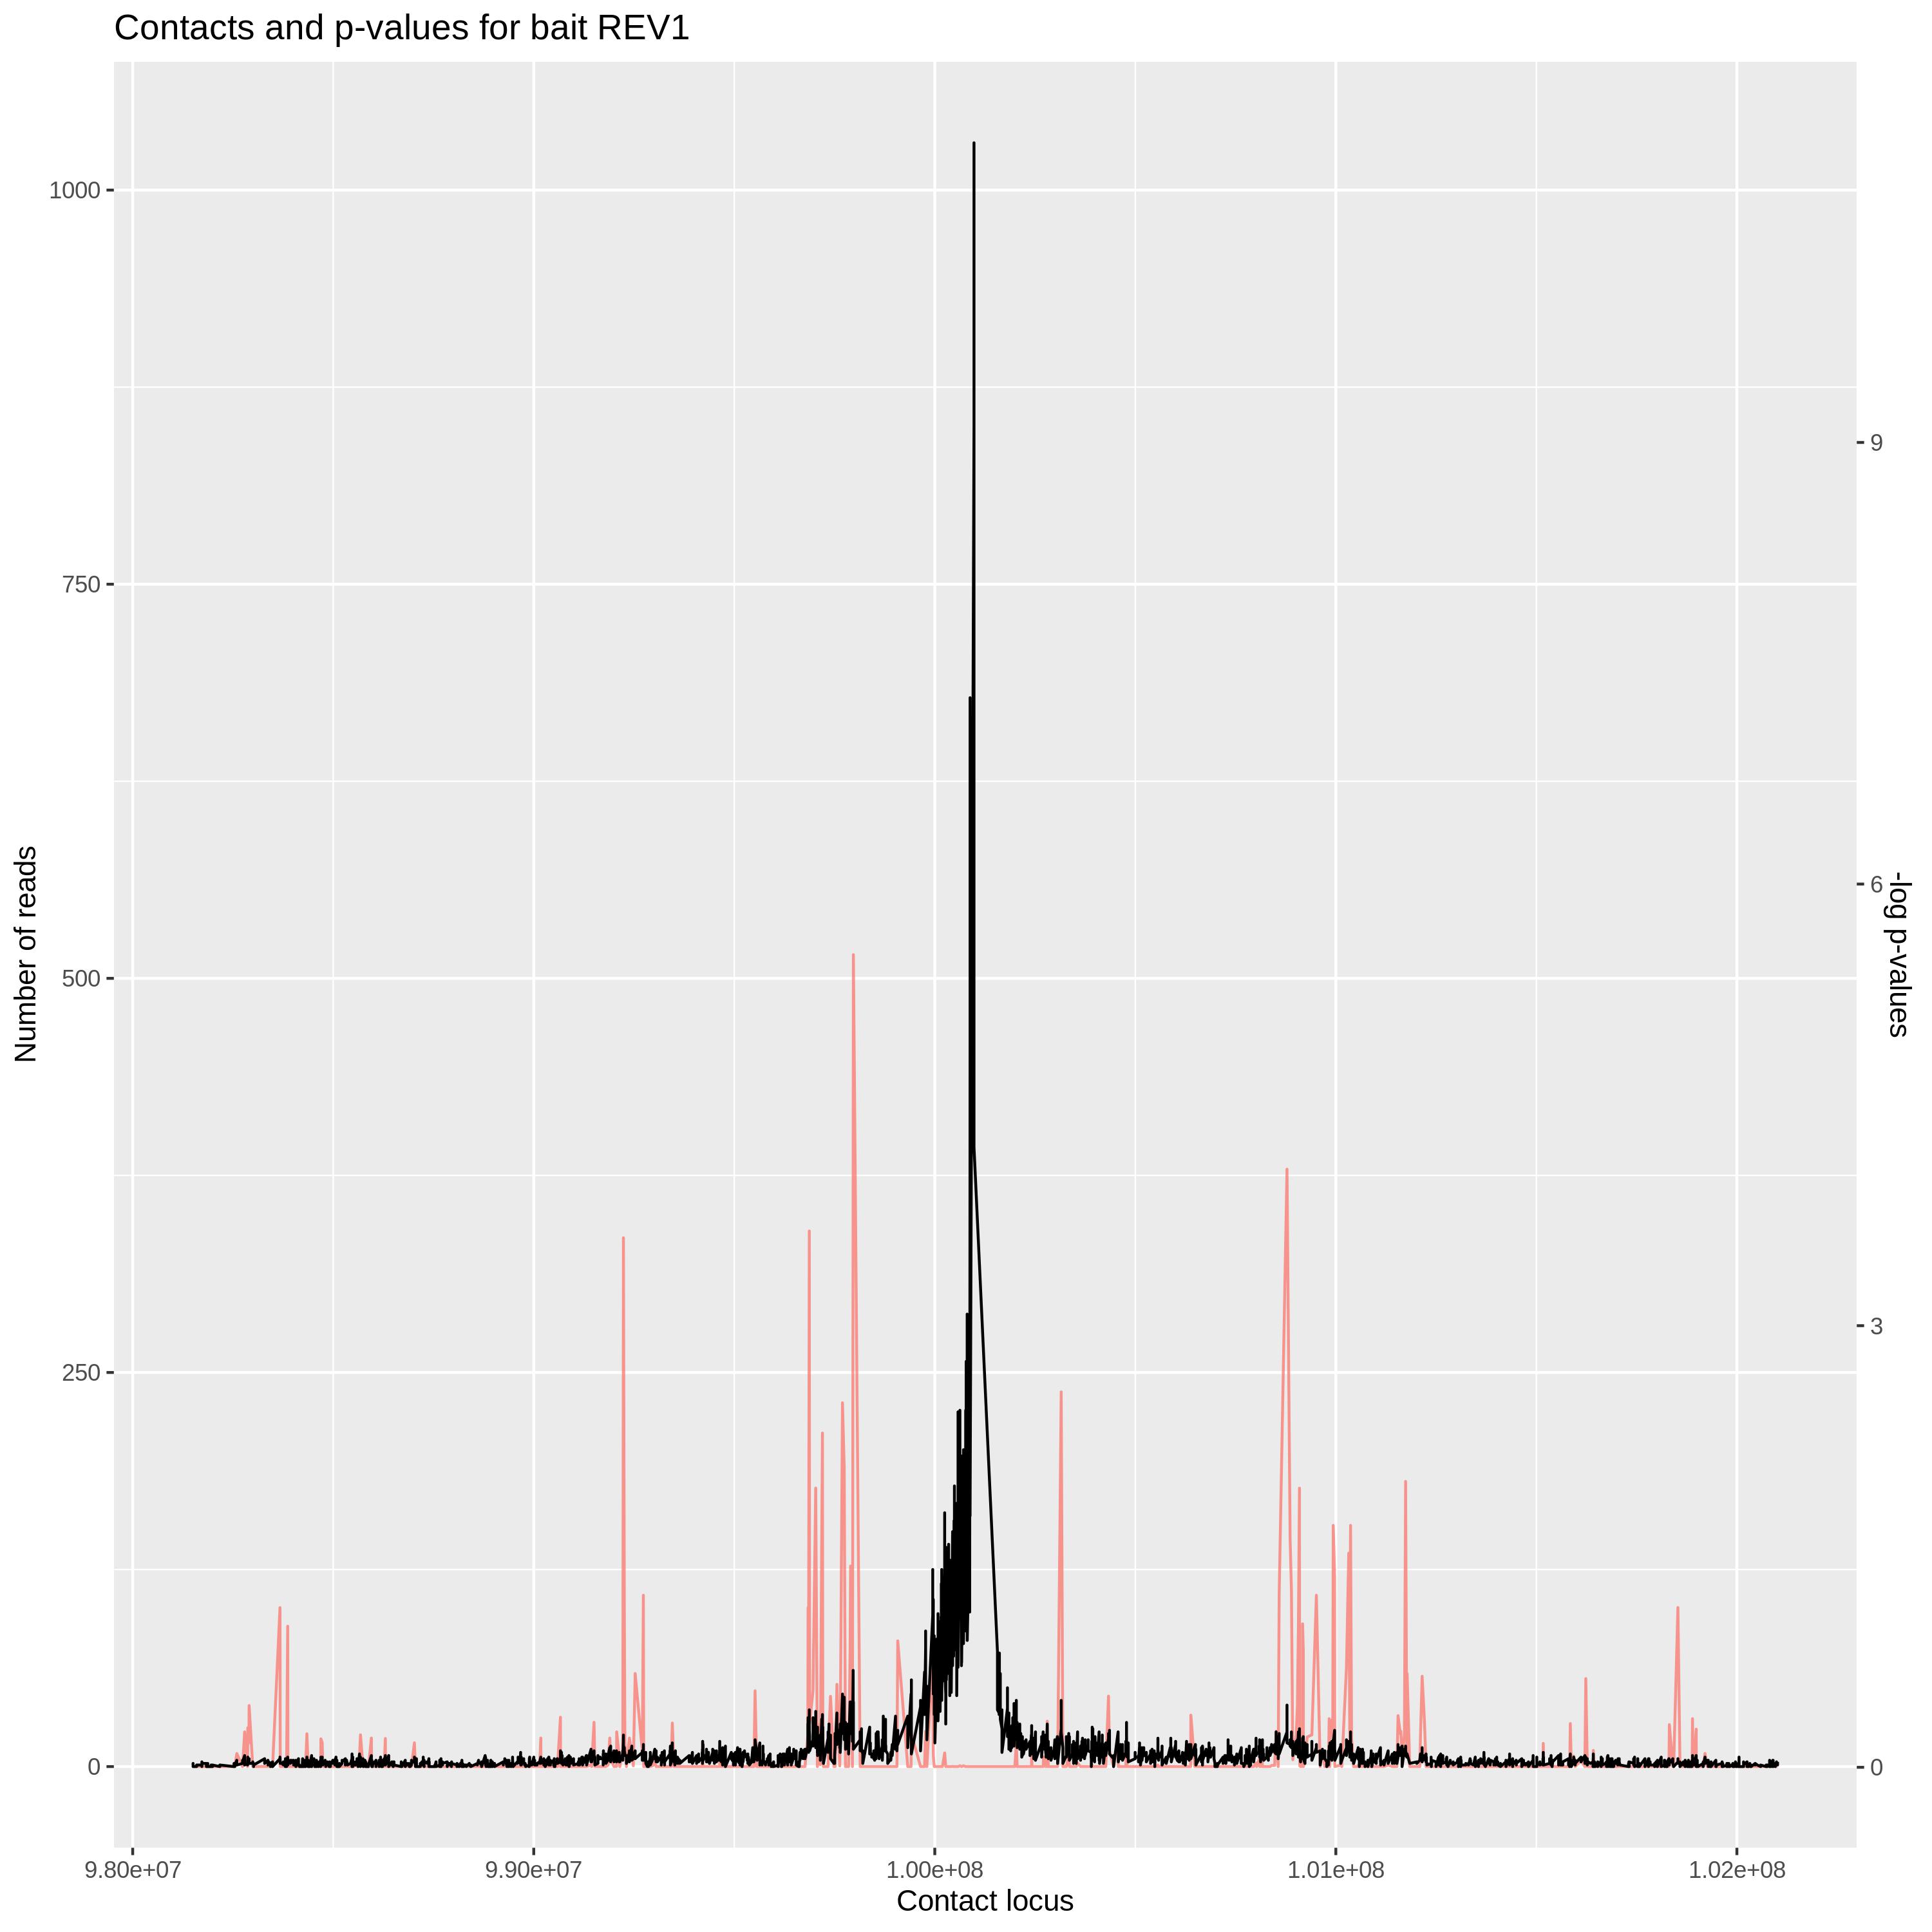 Contacts and p-values for bait REV1
1000
750
500
250
0
Number of reads
9
6
3
0
-log p-values
9.80e+07
9.90e+07
1.00e+08
1.01e+08
1.02e+08
Contact locus